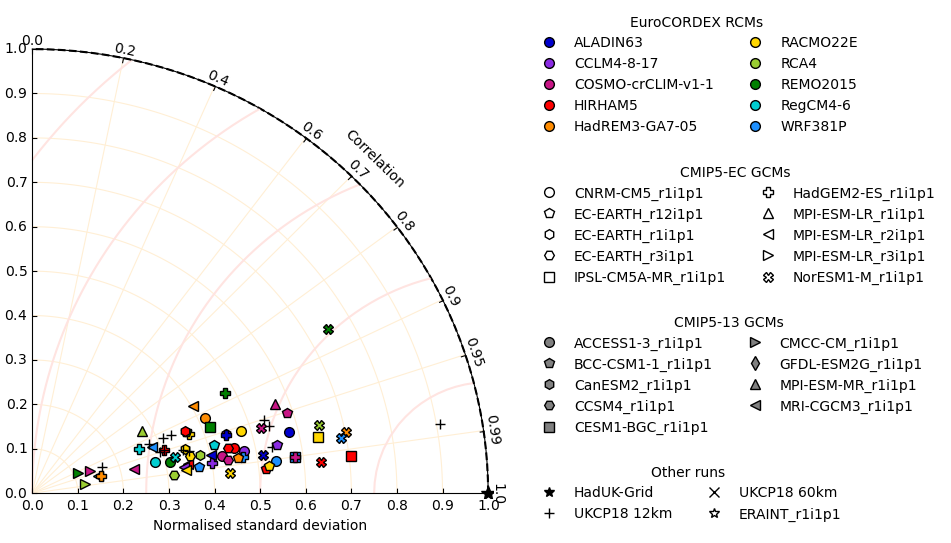 0.0
0.2
0.4
0.6
Correlation
0.7
0.8
0.9
0.95
0.99
1.0
1.0
0.9
0.8
0.7
0.6
0.5
0.4
0.3
0.2
0.1
0.0
0.0 0.1 0.2 0.3 0.4 0.5 0.6 0.7 0.8 0.9 1.0
Normalised standard deviation
EuroCORDEX RCMs
ALADIN63 RACMO22E
CCLM4-8-17 RCA4
COSMO-crCLIM-v1-1 REMO2015
HIRHAM5 RegCM4-6
HadREM3-GA7-05 WRF381P
CMIP5-EC GCMs
CNRM-CM5_r1i1p1 HadGEM2-ES_r1i1p1
EC-EARTH_r12i1p1 MPI-ESM-LR_r1i1p1
EC-EARTH_r1i1p1 MPI-ESM-LR_r2i1p1
EC-EARTH_r3i1p1 MPI-ESM-LR_r3i1p1
IPSL-CM5A-MR_r1i1p1 NorESM1-M_r1i1p1
CMIP5-13 GCMs
ACCESS1-3_r1i1p1 CMCC-CM_r1i1p1
BCC-CSM1-1_r1i1p1 GFDL-ESM2G_r1i1p1
CanESM2_r1i1p1 MPI-ESM-MR_r1i1p1
CCSM4_r1i1p1 MRI-CGCM3_r1i1p1
CESM1-BGC_r1i1p1
Other runs
HadUK-Grid UKCP18 60km
UKCP18 12km ERAINT_r1i1p1